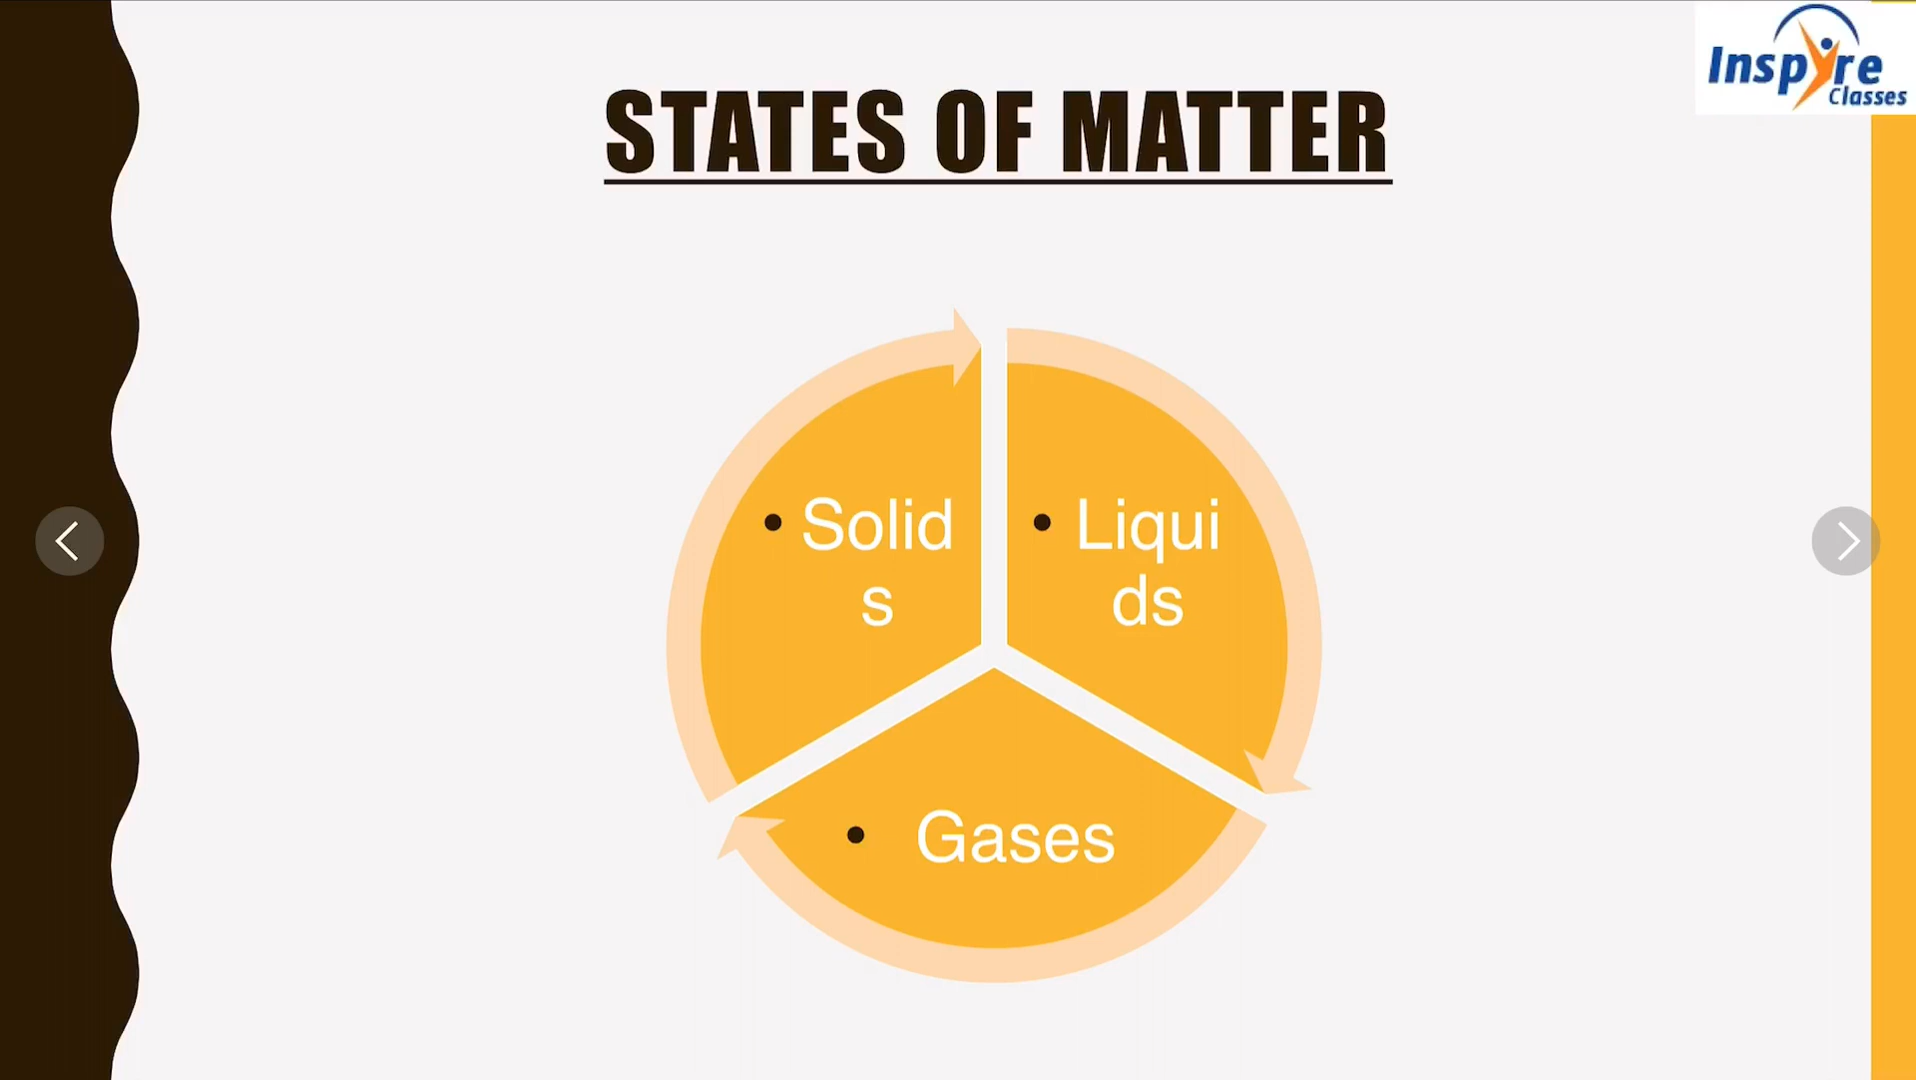 Inspyre
Classes
STATES OF MATTER
• Solid
s
• Liqui
ds
• Gases